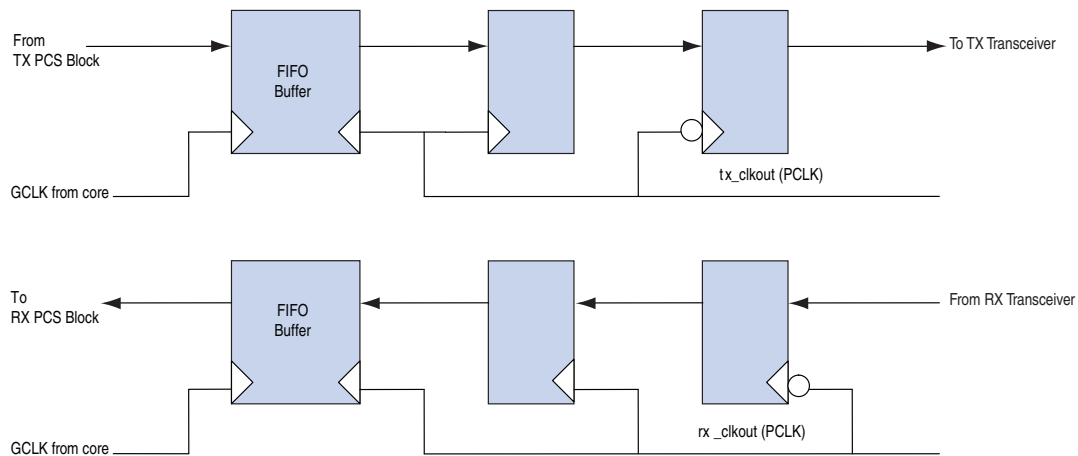 From
TX PCS Block
FIFO
Buffer
To TX Transceiver
tx_clkout (PCLK)
GCLK from core
To
RX PCS Block
FIFO
Buffer
From RX Transceiver
rx _clkout (PCLK)
GCLK from core